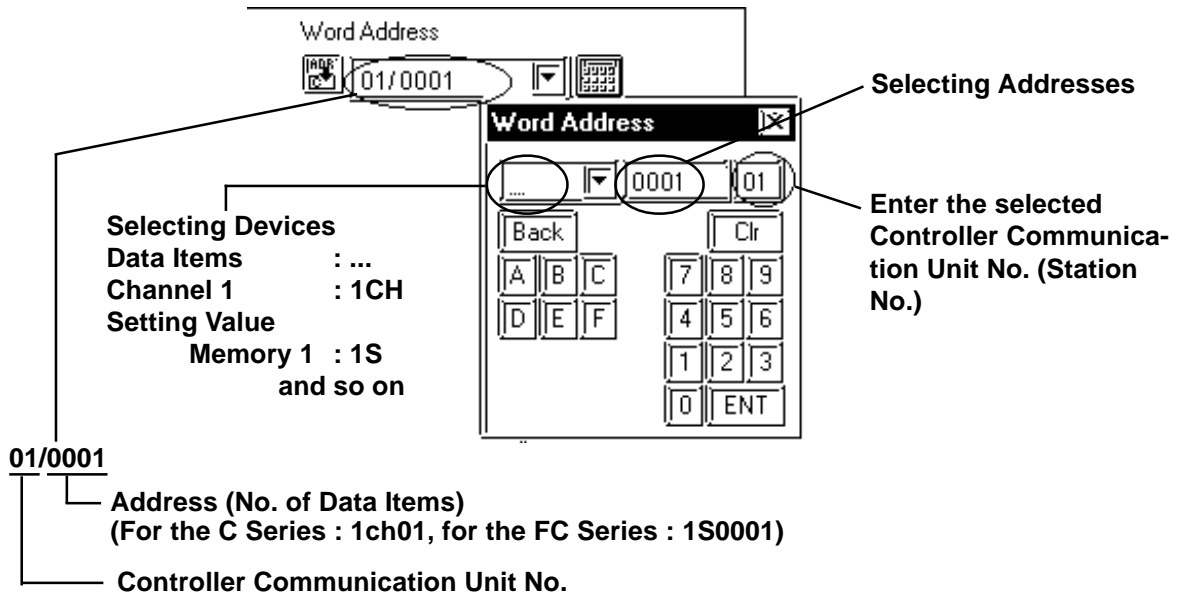 Word Address
ADR
C
01/0001
Selecting Addresses
Word Address
.... 0001 01
Selecting Devices
Data Items : ...
Channel 1 : 1CH
Setting Value
Memory 1 : 1S
and so on
Enter the selected
Controller Communica-
tion Unit No. (Station
No.)
Back Clr
A B C 7 8 9
D E F 4 5 6
1 2 3
0 ENT
01/0001
Address (No. of Data Items)
(For the C Series : 1ch01, for the FC Series : 1S0001)
Controller Communication Unit No.